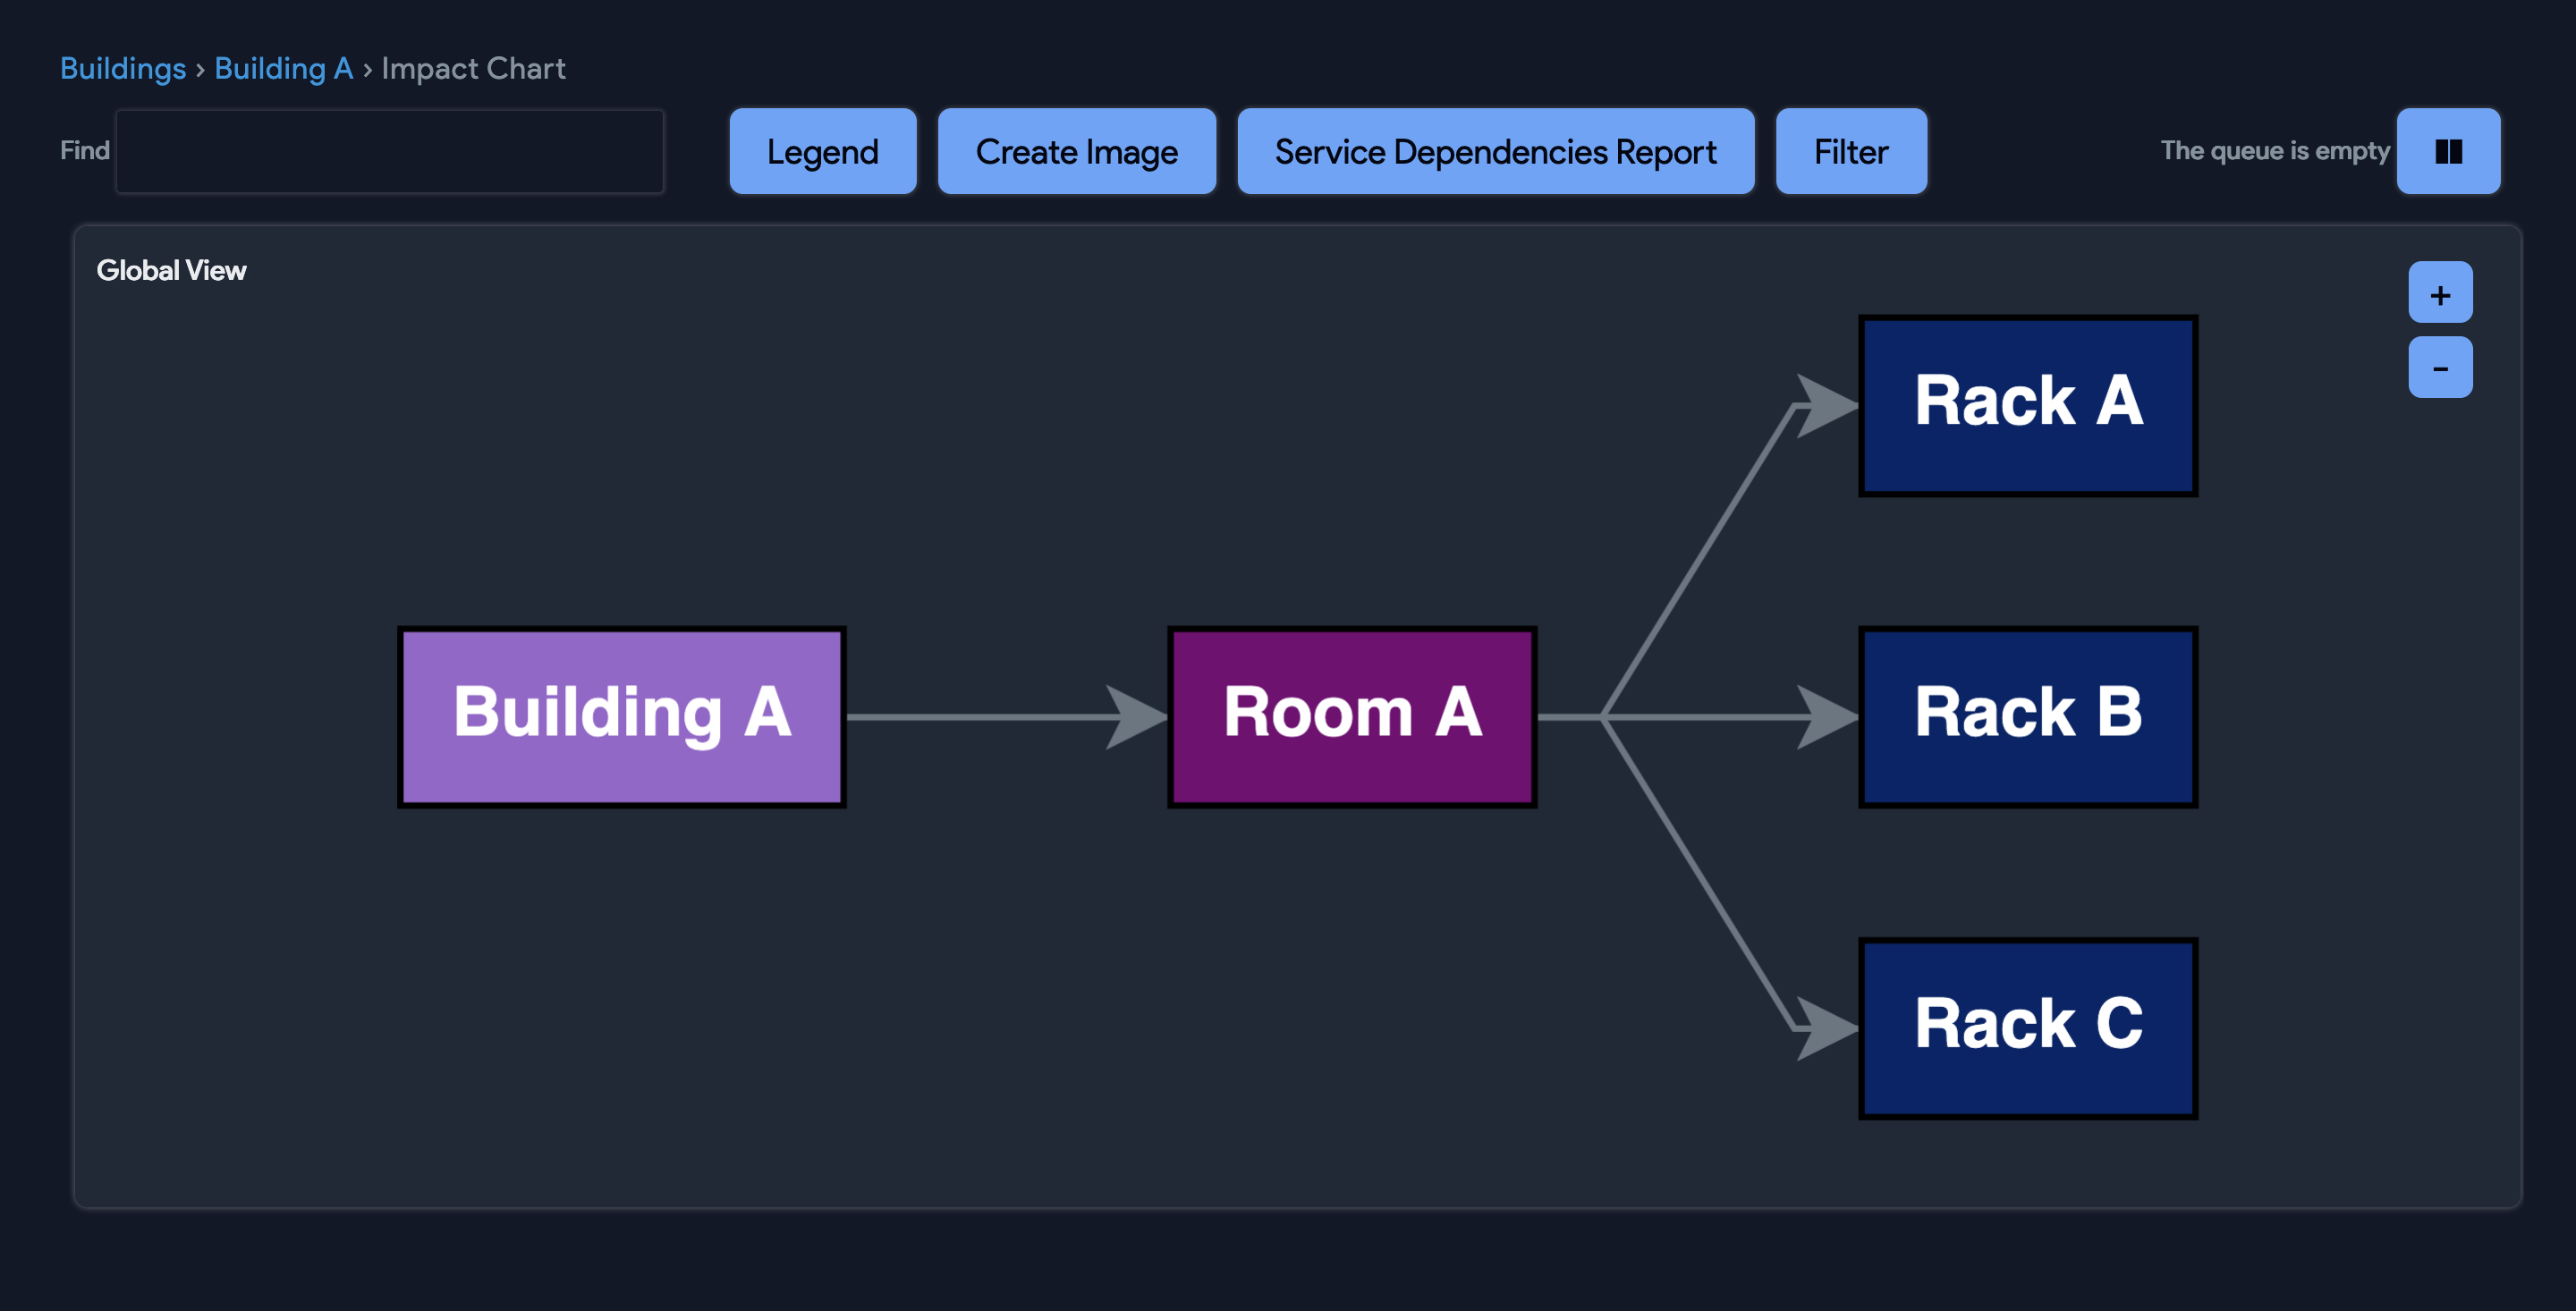 Buildings › Building A › Impact Chart
Find
Legend
Create Image
Service Dependencies Report
Filter
The queue is empty
Global View
+
-
Rack A
Building A
Room A
Rack B
Rack C